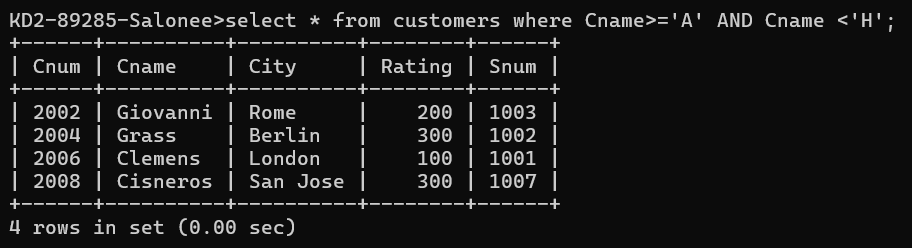 KD2-89285-Salonee>select * from customers where Cname>='A' AND Cname <'H';
+------+----------+----------+--------+------+
| Cnum | Cname    | City     | Rating | Snum |
+------+----------+----------+--------+------+
| 2002 | Giovanni | Rome     |    200 | 1003 |
| 2004 | Grass    | Berlin   |    300 | 1002 |
| 2006 | Clemens  | London   |    100 | 1001 |
| 2008 | Cisneros | San Jose |    300 | 1007 |
+------+----------+----------+--------+------+
4 rows in set (0.00 sec)